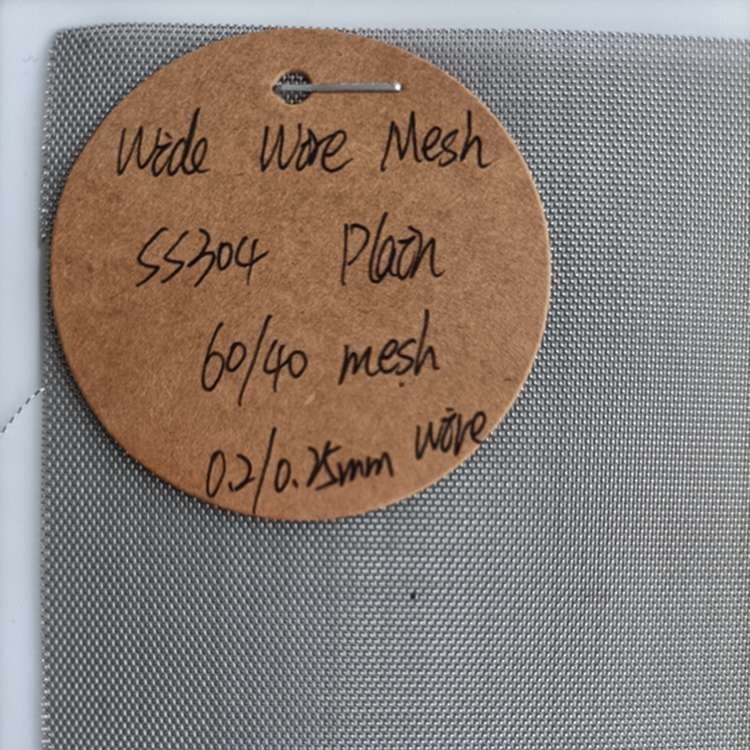 Wide Wire Mesh
SS304 Plain
60/40 mesh
0.2/0.25mm wire